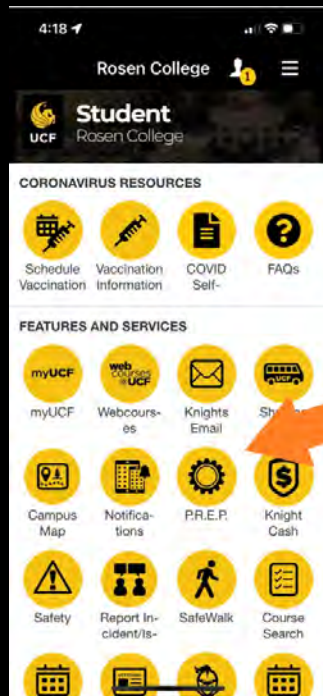 4:18
Rosen College
1
Student
Rosen College
UCF
CORONAVIRUS RESOURCES
Schedule Vaccination
Vaccination Information
COVID Self-
FAQs
FEATURES AND SERVICES
myUCF
web courses @UCF
UCF
myUCF
Webcours-
es
Knights
Email
Campus
Map
Notifica-
tions
P.R.E.P.
Knight
Cash
Safety
Report In-
cident/Is-
SafeWalk
Course
Search